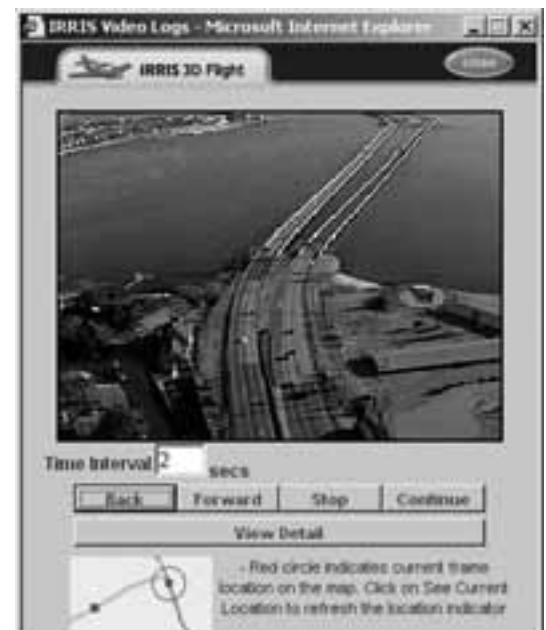 IRRIS Video Logs - Microsoft Internet Explorer
IRRIS 3D Flight
close
Time Interval 2 secs
Back Forward Stop Continue
View Detail
- Red circle indicates current frame
location on the map. Click on See Current
Location to refresh the location indicator